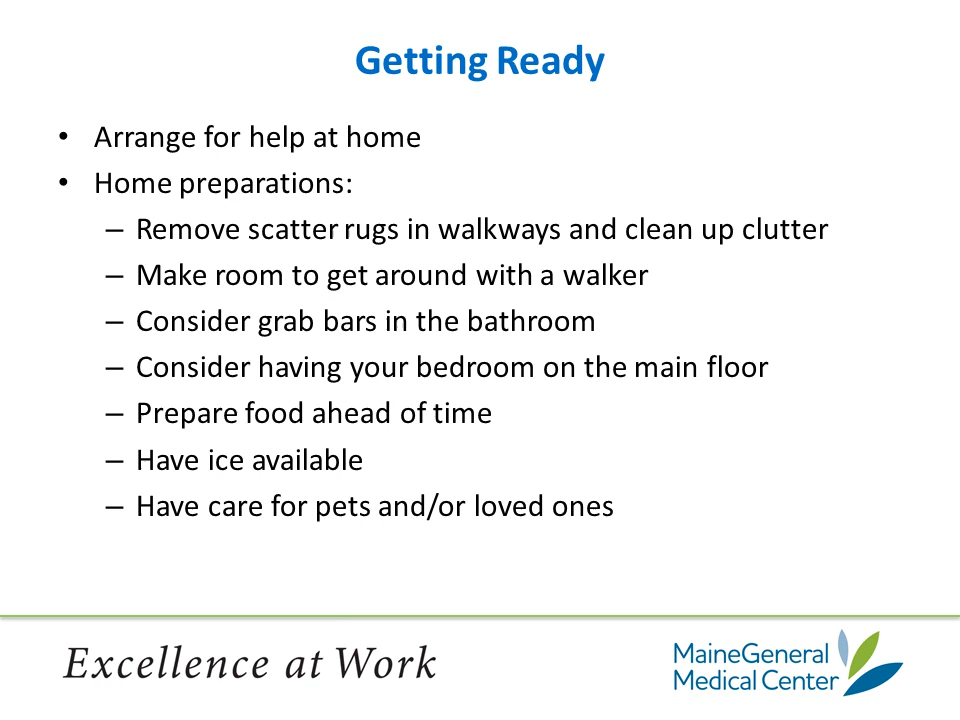 Getting Ready
• Arrange for help at home
• Home preparations:
– Remove scatter rugs in walkways and clean up clutter
– Make room to get around with a walker
– Consider grab bars in the bathroom
– Consider having your bedroom on the main floor
– Prepare food ahead of time
– Have ice available
– Have care for pets and/or loved ones
Excellence at Work
MaineGeneral
Medical Center